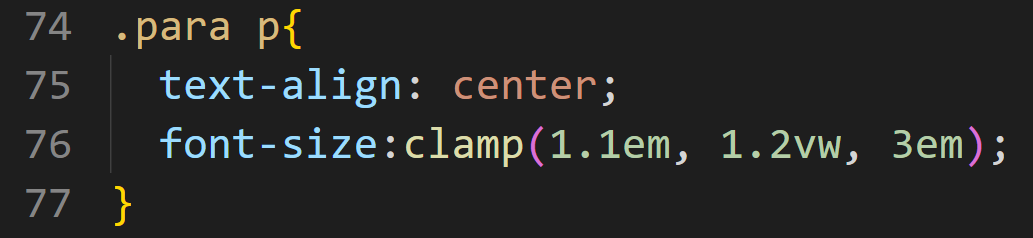 74 .para p{
75 text-align: center;
76 font-size:clamp(1.1em, 1.2vw, 3em);
77 }